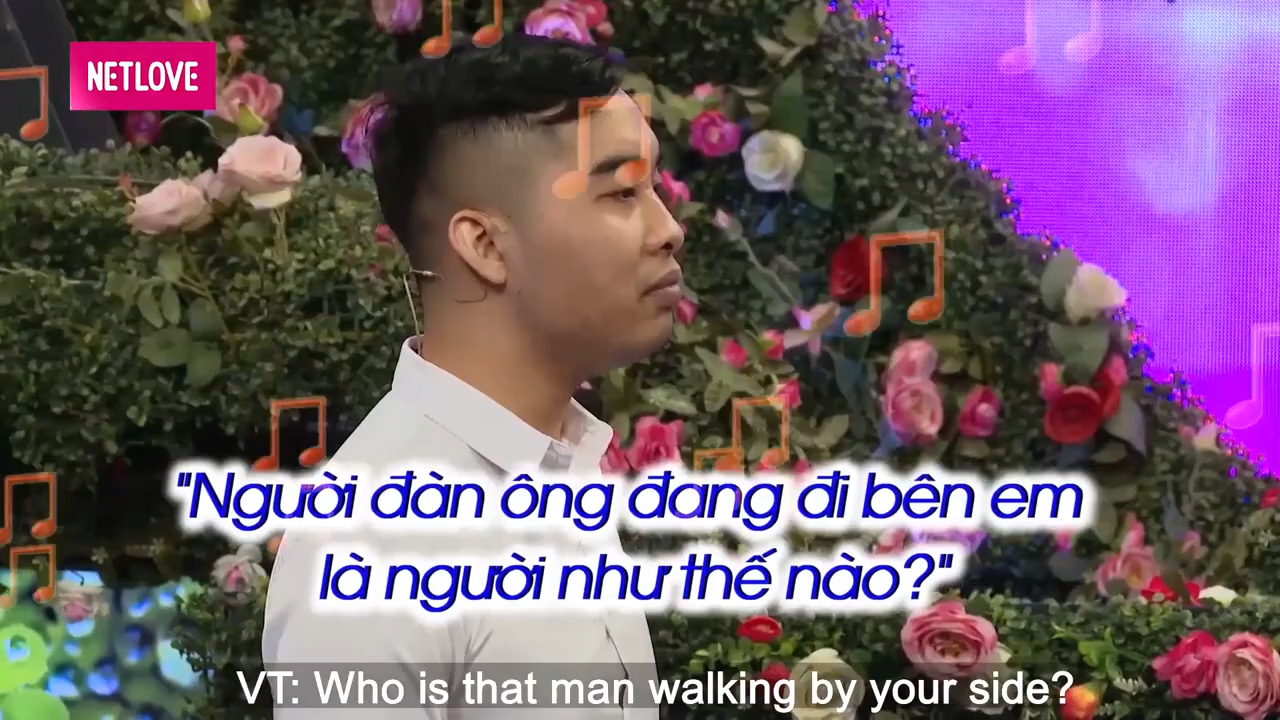 NETLOVE
"Người đàn ông đang đi bên em
là người như thế nào?"
VT: Who is that man walking by your side?